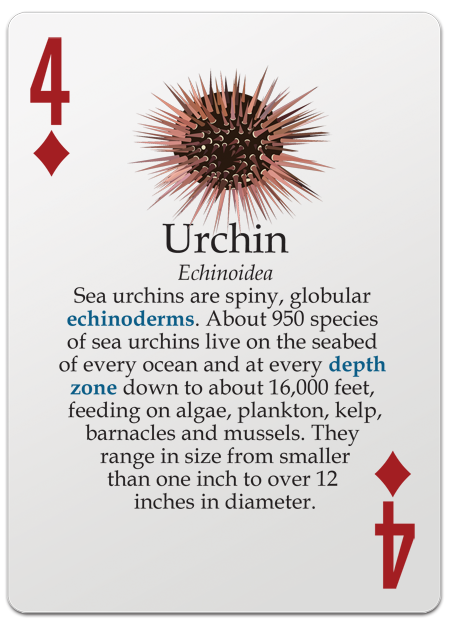 4
Urchin
Echinoidea
Sea urchins are spiny, globular
echinoderms. About 950 species
of sea urchins live on the seabed
of every ocean and at every depth
zone down to about 16,000 feet,
feeding on algae, plankton, kelp,
barnacles and mussels. They
range in size from smaller
than one inch to over 12
inches in diameter.
4